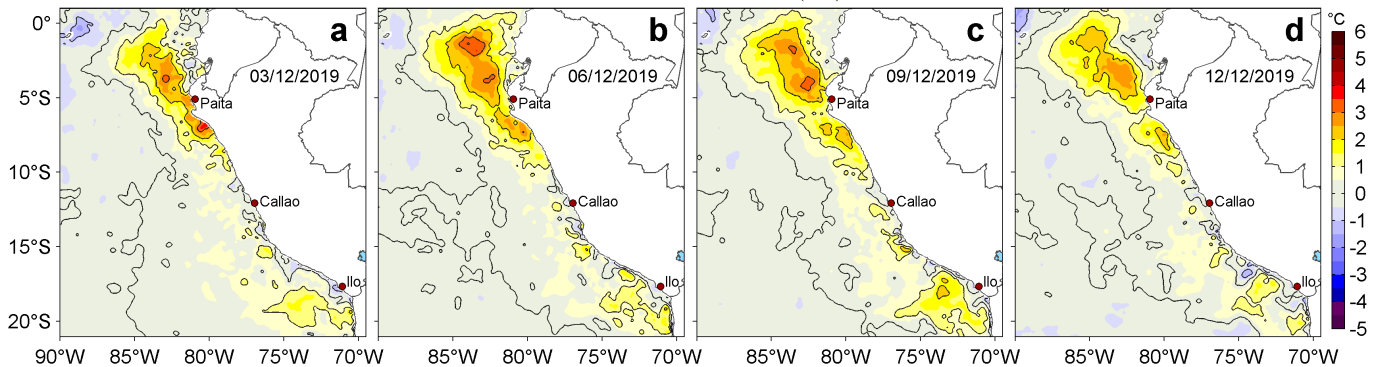 a b c d °C
0° 6
03/12/2019 06/12/2019 09/12/2019 12/12/2019 5
4
5°S Paita Paita Paita Paita 3
2
10°S 1
Callao Callao Callao Callao 0
-1
15°S -2
Ilo Ilo Ilo Ilo -3
-4
20°S -5
90°W 85°W 80°W 75°W 70°W 85°W 80°W 75°W 70°W 85°W 80°W 75°W 70°W 85°W 80°W 75°W 70°W